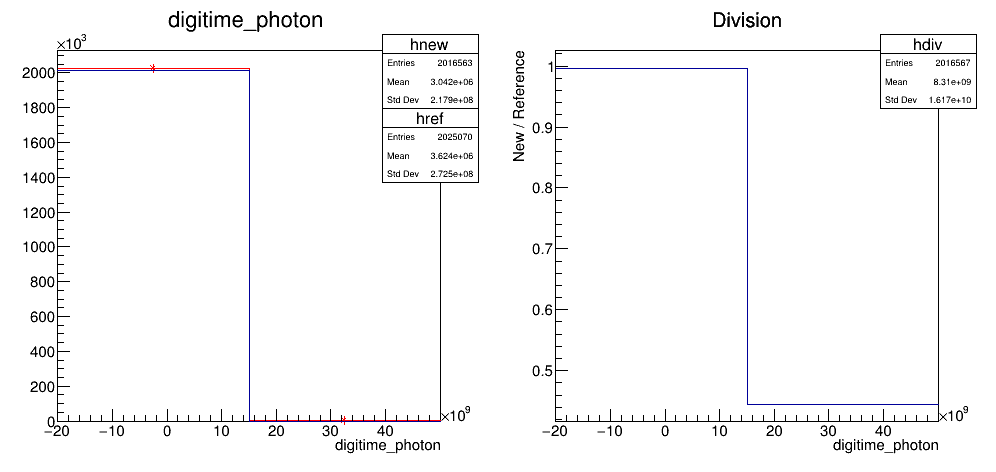 digitime_photon
×10³
hnew
Entries 2016563
Mean 3.042e+06
Std Dev 2.179e+08
href
Entries 2025070
Mean 3.624e+06
Std Dev 2.725e+08
2000
1800
1600
1400
1200
1000
800
600
400
200
0
−20 −10 0 10 20 30 40 ×10⁹
digitime_photon
Division
New / Reference
hdiv
Entries 2016567
Mean 8.31e+09
Std Dev 1.617e+10
1
0.9
0.8
0.7
0.6
0.5
−20 −10 0 10 20 30 40 ×10⁹
digitime_photon